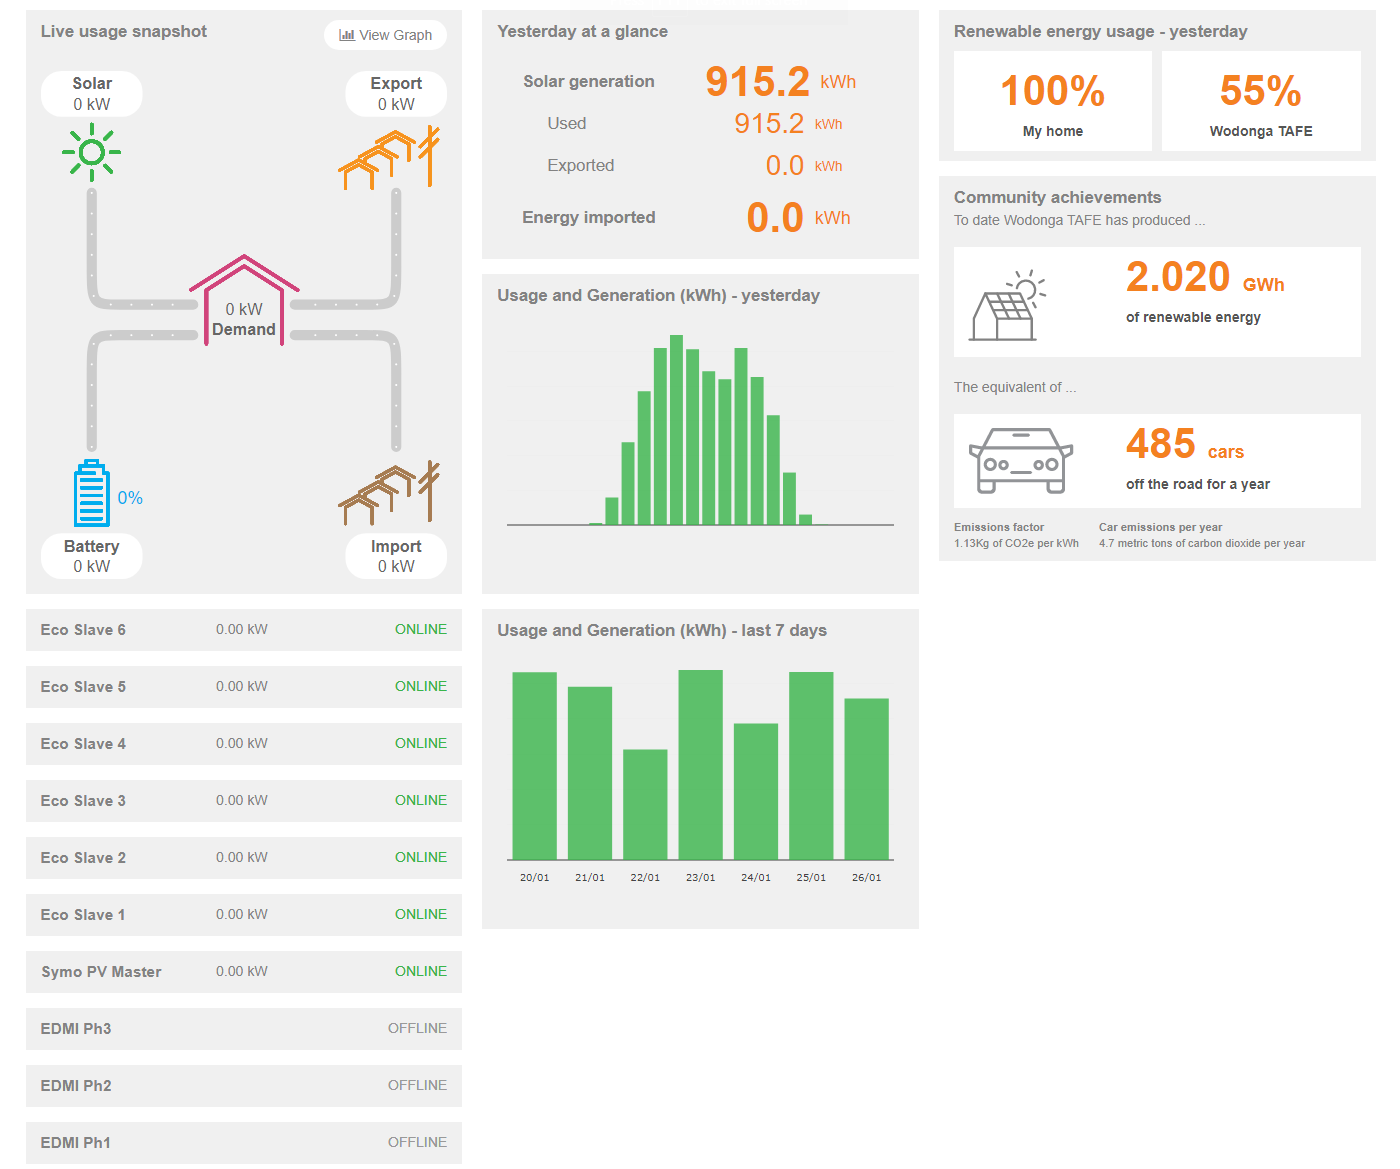 Live usage snapshot
View Graph
Solar
0 kW
Export
0 kW
0 kW
Demand
0%
Battery
0 kW
Import
0 kW
Eco Slave 6 0.00 kW ONLINE
Eco Slave 5 0.00 kW ONLINE
Eco Slave 4 0.00 kW ONLINE
Eco Slave 3 0.00 kW ONLINE
Eco Slave 2 0.00 kW ONLINE
Eco Slave 1 0.00 kW ONLINE
Symo PV Master 0.00 kW ONLINE
EDMI Ph3 OFFLINE
EDMI Ph2 OFFLINE
EDMI Ph1 OFFLINE
Yesterday at a glance
Solar generation 915.2 kWh
Used 915.2 kWh
Exported 0.0 kWh
Energy imported 0.0 kWh
Usage and Generation (kWh) - yesterday
Usage and Generation (kWh) - last 7 days
20/01 21/01 22/01 23/01 24/01 25/01 26/01
Renewable energy usage - yesterday
100%
My home
55%
Wodonga TAFE
Community achievements
To date Wodonga TAFE has produced ...
2.020 GWh
of renewable energy
The equivalent of ...
485 cars
off the road for a year
Emissions factor
1.13Kg of CO2e per kWh
Car emissions per year
4.7 metric tons of carbon dioxide per year